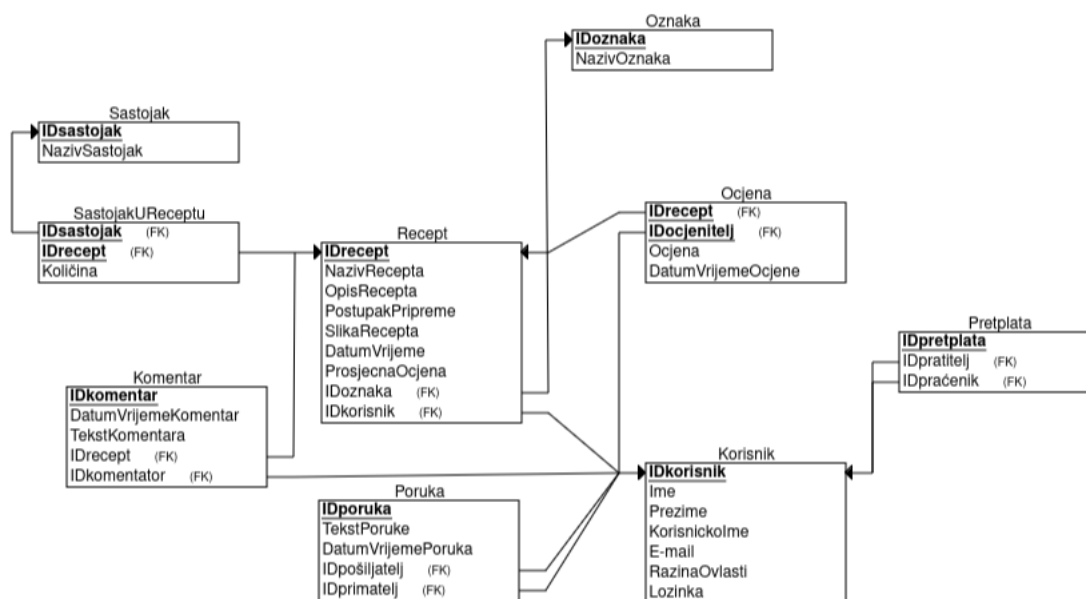 Oznaka
IDoznaka
NazivOznaka
Sastojak
IDsastojak
NazivSastojak
SastojakUReceptu
IDsastojak (FK)
IDrecept (FK)
Količina
Recept
IDrecept
NazivRecepta
OpisRecepta
PostupakPripreme
SlikaRecepta
DatumVrijeme
ProsjecnaOcjena
IDoznaka (FK)
IDkorisnik (FK)
Ocjena
IDrecept (FK)
IDocjenitelj (FK)
Ocjena
DatumVrijemeOcjene
Pretplata
IDpretplata
IDpratitelj (FK)
IDpraćenik (FK)
Komentar
IDkomentar
DatumVrijemeKomentar
TekstKomentara
IDrecept (FK)
IDkomentator (FK)
Poruka
IDporuka
TekstPoruke
DatumVrijemePoruka
IDpošiljatelj (FK)
IDprimatelj (FK)
Korisnik
IDkorisnik
Ime
Prezime
KorisnickoIme
E-mail
RazinaOvlasti
Lozinka